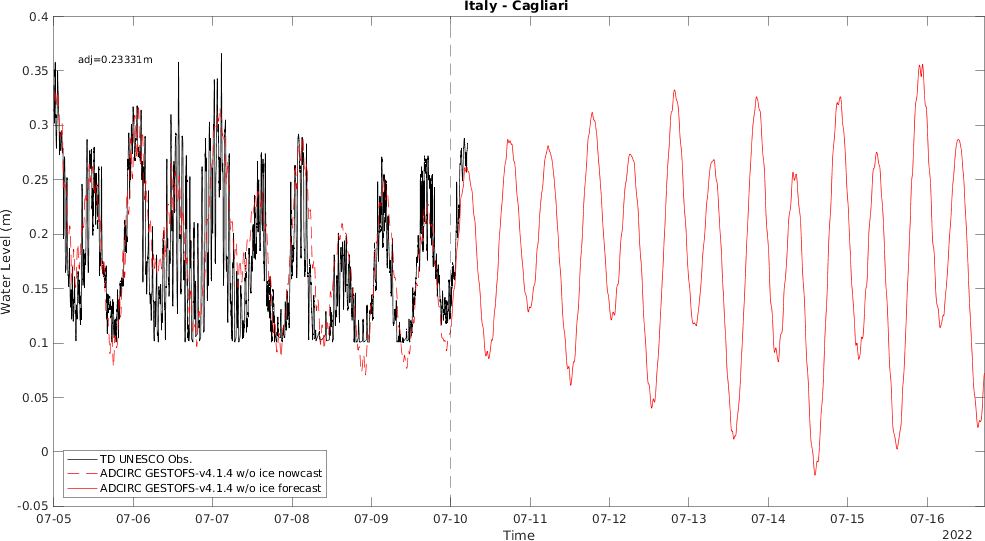 Italy - Cagliari
adj=0.23331m
Water Level (m)
0.4
0.35
0.3
0.25
0.2
0.15
0.1
0.05
0
-0.05
TD UNESCO Obs.
ADCIRC GESTOFS-v4.1.4 w/o ice nowcast
ADCIRC GESTOFS-v4.1.4 w/o ice forecast
07-05 07-06 07-07 07-08 07-09 07-10 07-11 07-12 07-13 07-14 07-15 07-16
Time
2022